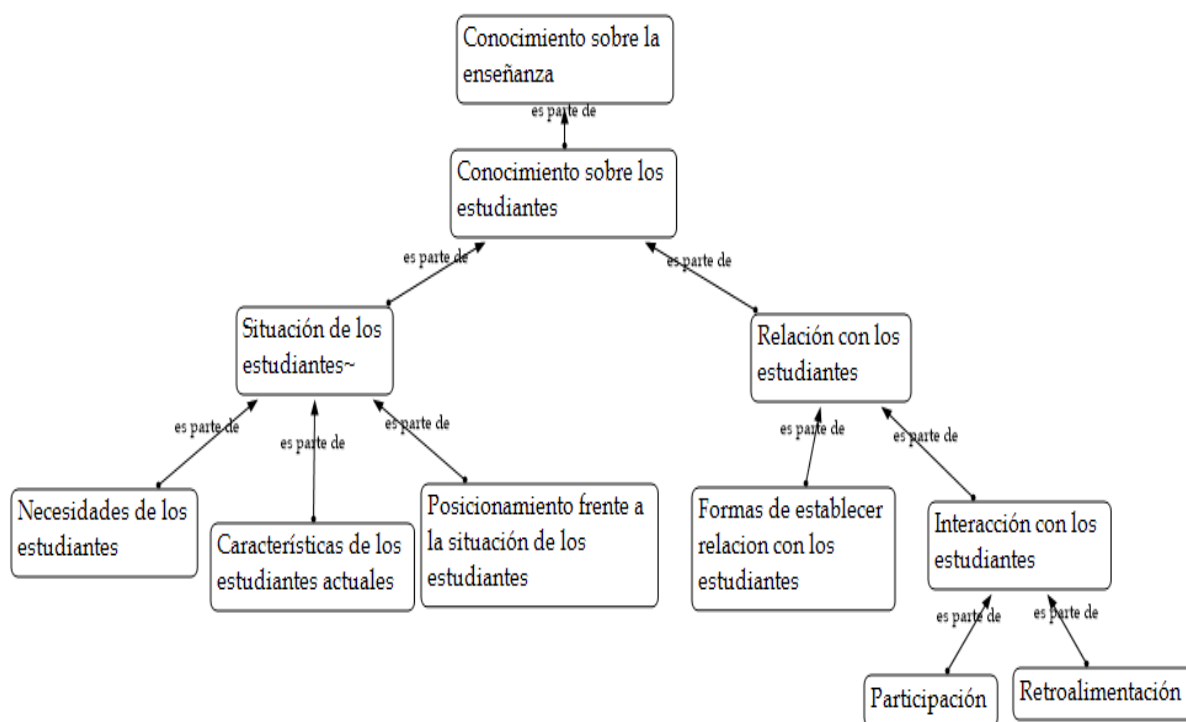 Conocimiento sobre la
enseñanza
es parte de
Conocimiento sobre los
estudiantes
es parte de
es parte de
Situación de los
estudiantes~
Relación con los
estudiantes
es parte de
es parte de
es parte de
es parte de
es parte de
Necesidades de los
estudiantes
Característícas de los
estudiantes actuales
Posicionamiento frente a
la situación de los
estudiantes
Formas de establecer
relacion con los
estudiantes
Interacción con los
estudiantes
es parte de
es parte de
Participación
Retroalimentación